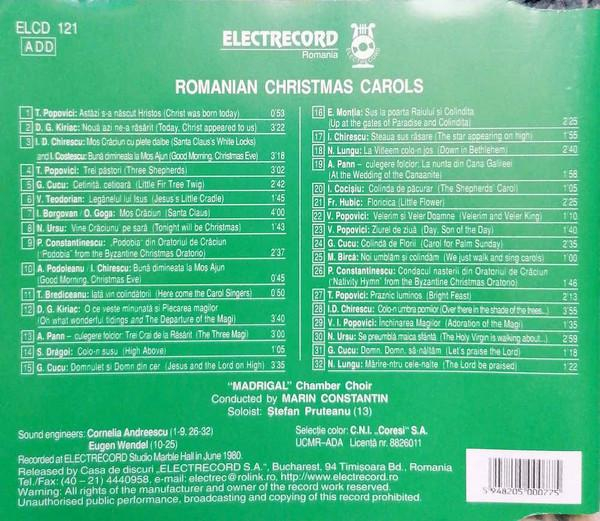 ELCD 121
ADD
ELECTRECORD
Romania
ELECTRECORD
ROMANIAN CHRISTMAS CAROLS
1 T. Popovici: Astăzi s-a născut Hristos (Christ was born today) 0'53
2 D. G. Kiriac: Nouă azi ne-a răsărit (Today, Christ appeared to us) 3'22
3 I. D. Chirescu: Moș Crăciun cu plete dalbe (Santa Claus's White Locks)
and I. Costescu: Bună dimineata la Moș Ajun (Good Morning, Christmas Eve) 3'18
4 T. Popovici: Trei păstori (Three Shepherds) 3'02
5 G. Cucu: Cetiniță, cetioară (Little Fir Tree Twig) 2'42
6 V. Teodorian: Legănelul lui Isus (Jesus's Little Cradle) 1'45
7 I. Borgovan / O. Goga: Moș Crăciun (Santa Claus) 4'00
8 N. Ursu: Vine Crăciunu' pe sară (Tonight will be Christmas) 1'43
9 P. Constantinescu: „Podobia" din Oratoriul de Crăciun
("Podobia" from the Byzantine Christmas Oratorio) 2'37
10 A. Podoleanu / I. Chirescu: Bună dimineata la Moș Ajun
(Good Morning, Christmas Eve) 0'45
11 T. Brediceanu: Iată vin colindătorii (Here come the Carol Singers) 0'50
12 D. G. Kiriac: O ce veste minunată și Plecarea magilor
(Oh what wonderful tidings and The Departure of the Magi) 2'40
13 A. Pann – culegere folclor: Trei Crai de la Răsărit (The Three Magi) 3'00
14 S. Drăgoi: Colo-n susu (High Above) 1'05
15 G. Cucu: Domnuleț și Domn din cer (Jesus and the Lord on High) 3'35
16 E. Montia: Sus la poarta Raiului și Colindita
(Up at the gates of Paradise and Colindita) 2'25
17 I. Chirescu: Steaua sus răsare (The star appearing on high) 1'55
18 N. Lungu: La Vitleem colo-n jos (Down in Bethlehem) 2'40
19 A. Pann – culegere folclor: La nunta din Cana Galileei
(At the Wedding of the Canaanite) 1'58
20 I. Cocișiu: Colinda de păcurar (The Shepherds' Carol) 1'05
21 Fr. Hubic: Floricica (Little Flower) 2'25
22 V. Popovici: Velerim și Veler Doamne (Velerim and Veler King) 1'10
23 V. Popovici: Ziurel de ziuă (Day, Son of the Day) 1'40
24 G. Cucu: Colindă de Florii (Carol for Palm Sunday) 2'35
25 M. Bircă: Noi umblăm și colindăm (We just walk and sing carols) 1'00
26 P. Constantinescu: Condacul nasterii din Oratoriul de Crăciun
("Nativity Hymn" from the Byzantine Christmas Oratorio) 1'46
27 T. Popovici: Praznic luminos (Bright Feast) 2'13
28 I.D. Chirescu: Colo-n umbra pomior (Over there in the shade of the trees...) 3'55
29 V. I. Popovici: Închinarea Magilor (Adoration of the Magi) 1'35
30 N. Ursu: Se preumblă maica sfântă (The Holy Virgin is walking about...) 1'55
31 G. Cucu: Domn, Domn, să-nălțăm (Let's praise the Lord) 1'18
32 N. Lungu: Mărire-ntru cele-nalte (The Lord be praised) 1'22
"MADRIGAL" Chamber Choir
Conducted by MARIN CONSTANTIN
Soloist: Ștefan Pruteanu (13)
Sound engineers: Cornelia Andreescu (1-9, 26-32)
Eugen Wendel (10-25)
Selecție color: C.N.I. „Coresi" S.A.
UCMR-ADA Licență nr. 8826011
Recorded at ELECTRECORD Studio Marble Hall in June 1980.
Released by Casa de discuri „ELECTRECORD S.A.", Bucharest, 94 Timișoara Bd., Romania
Tel./Fax: (40 – 21) 4440958, e-mail: electrec@rolink.ro, http://www.electrecord.ro
Warning: All rights of the manufacturer and owner of the record work reserved.
Unauthorised public performance, broadcasting and copying of this record prohibited.
5 948205 000775